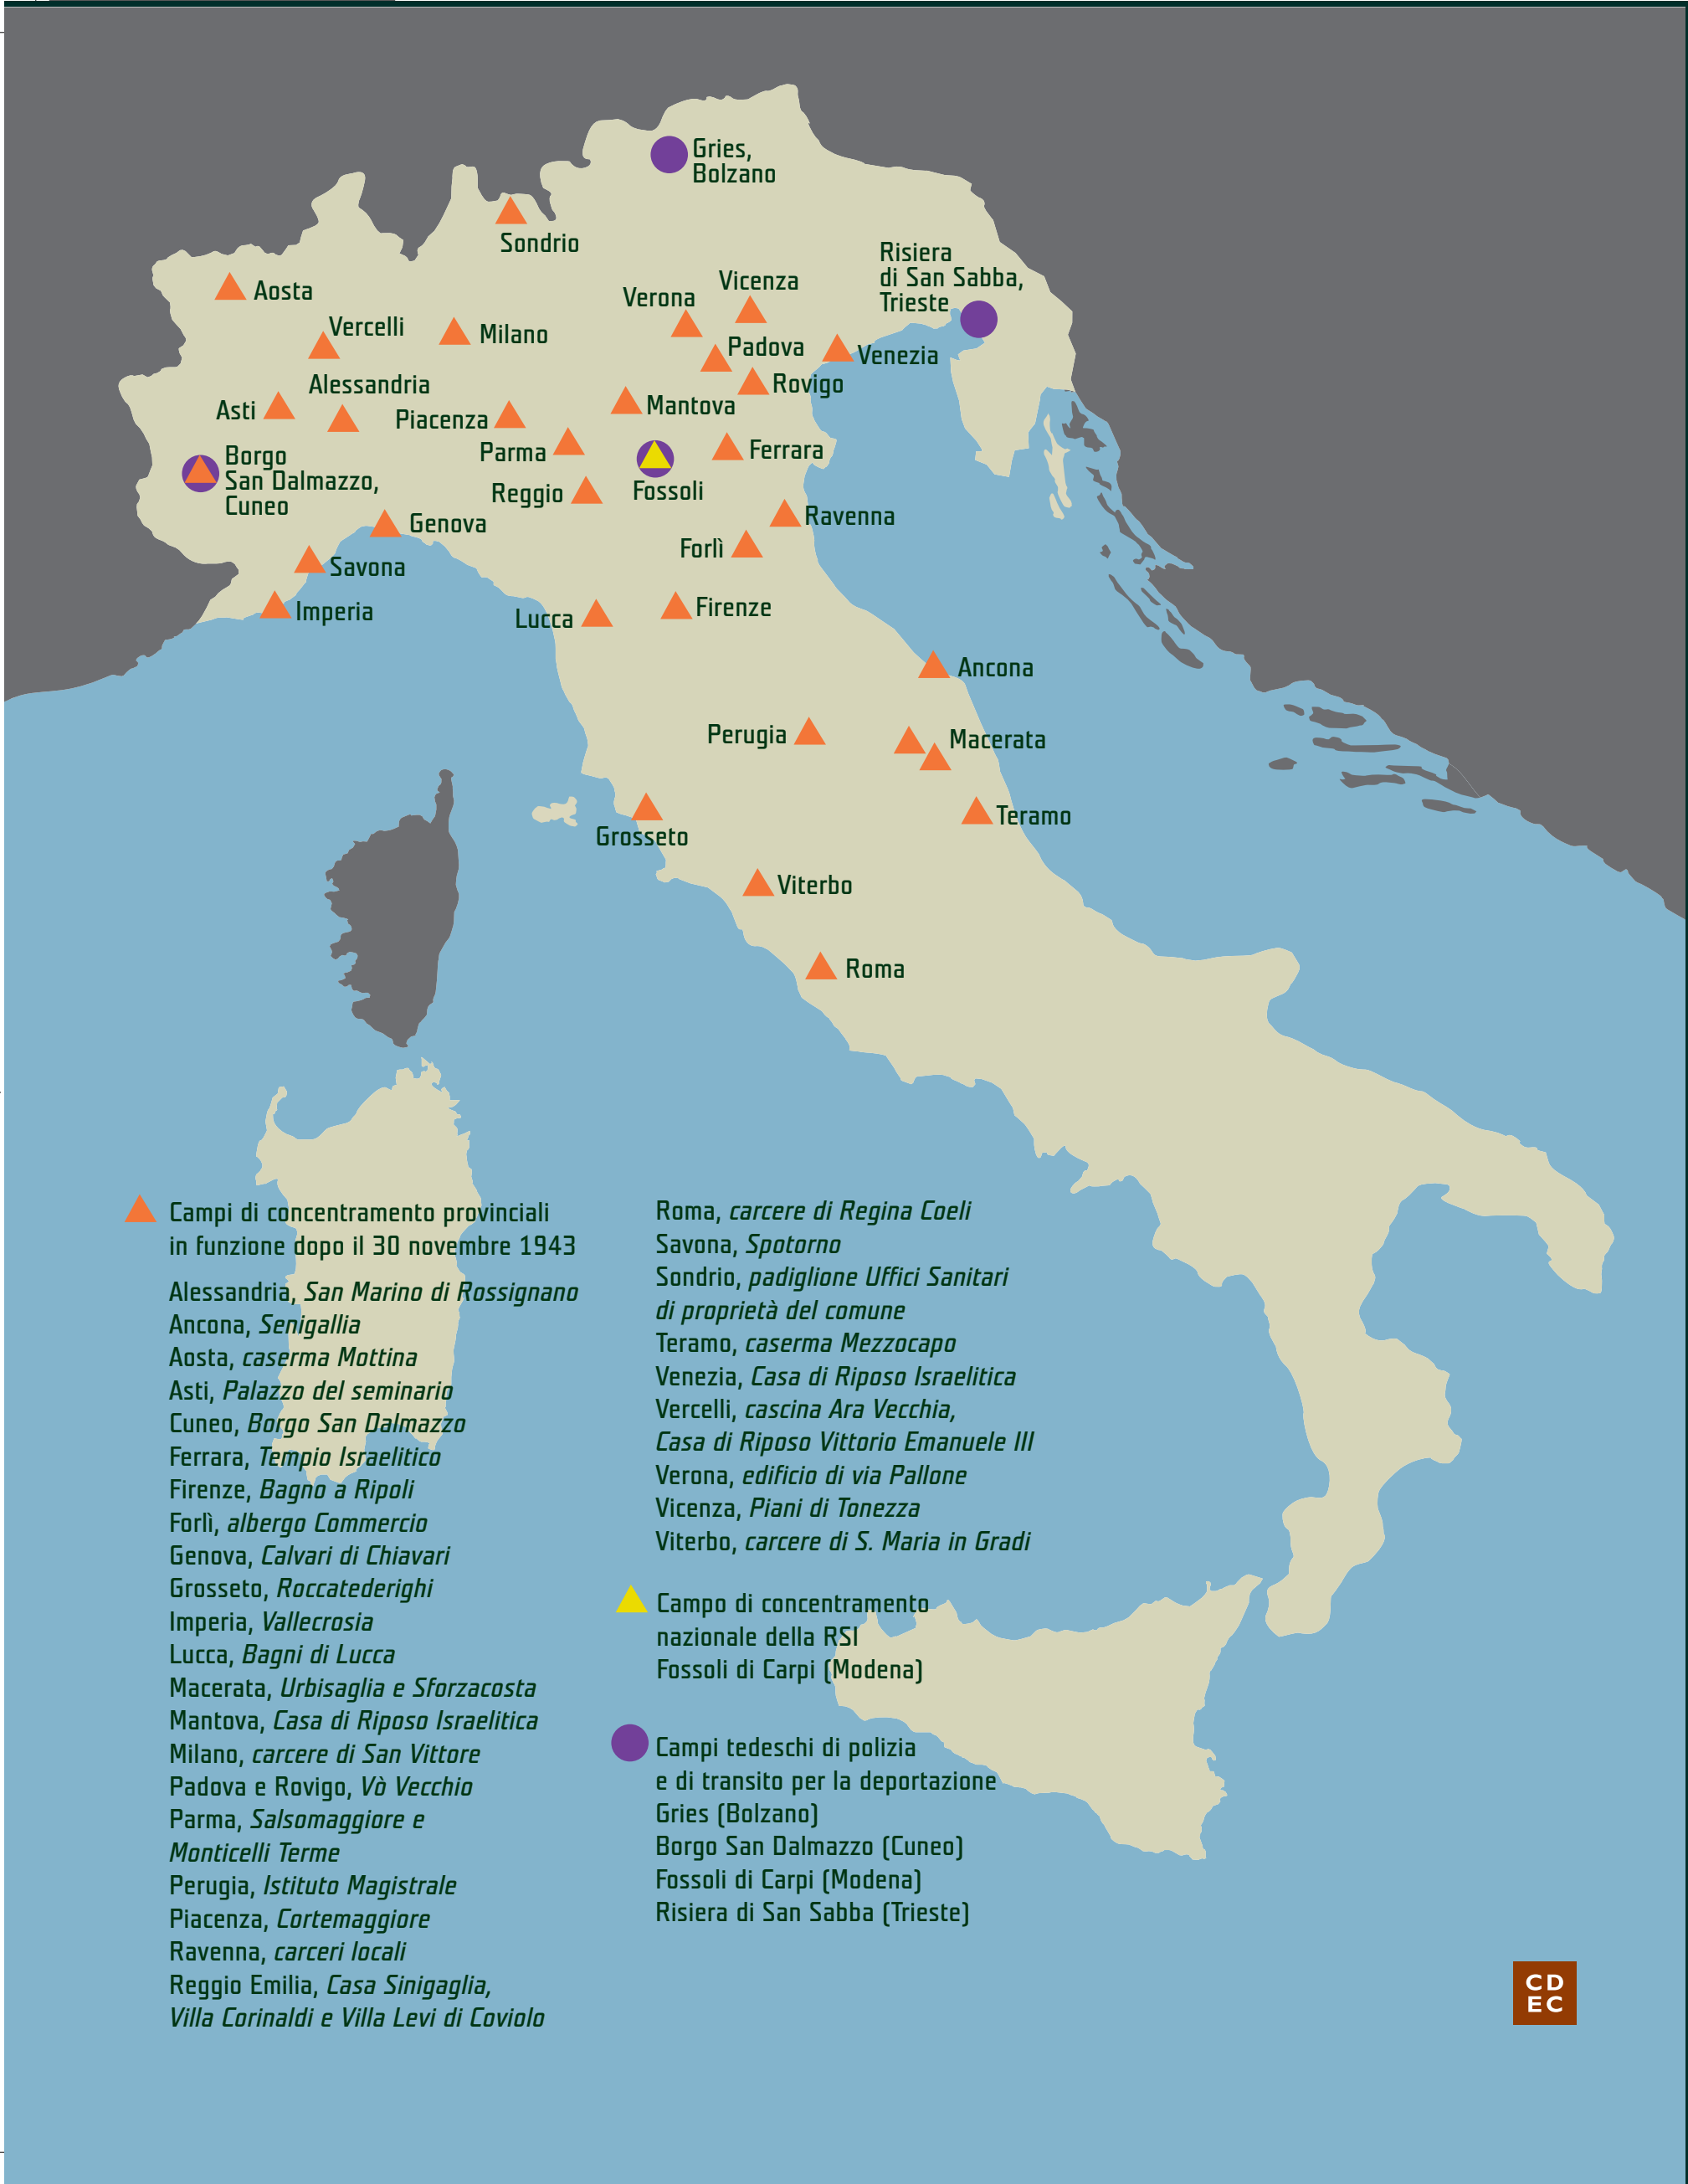 Gries,
Bolzano
Sondrio
Risiera
di San Sabba,
Trieste
Aosta
Vicenza
Verona
Vercelli
Milano
Padova
Venezia
Alessandria
Rovigo
Asti
Piacenza
Mantova
Parma
Ferrara
Borgo
San Dalmazzo,
Cuneo
Reggio
Fossoli
Genova
Ravenna
Forlì
Savona
Imperia
Lucca
Firenze
Ancona
Perugia
Macerata
Teramo
Grosseto
Viterbo
Roma
Campi di concentramento provinciali
in funzione dopo il 30 novembre 1943
Alessandria, San Marino di Rossignano
Ancona, Senigallia
Aosta, caserma Mottina
Asti, Palazzo del seminario
Cuneo, Borgo San Dalmazzo
Ferrara, Tempio Israelitico
Firenze, Bagno a Ripoli
Forlì, albergo Commercio
Genova, Calvari di Chiavari
Grosseto, Roccatederighi
Imperia, Vallecrosia
Lucca, Bagni di Lucca
Macerata, Urbisaglia e Sforzacosta
Mantova, Casa di Riposo Israelitica
Milano, carcere di San Vittore
Padova e Rovigo, Vò Vecchio
Parma, Salsomaggiore e
Monticelli Terme
Perugia, Istituto Magistrale
Piacenza, Cortemaggiore
Ravenna, carceri locali
Reggio Emilia, Casa Sinigaglia,
Villa Corinaldi e Villa Levi di Coviolo
Roma, carcere di Regina Coeli
Savona, Spotorno
Sondrio, padiglione Uffici Sanitari
di proprietà del comune
Teramo, caserma Mezzocapo
Venezia, Casa di Riposo Israelitica
Vercelli, cascina Ara Vecchia,
Casa di Riposo Vittorio Emanuele III
Verona, edificio di via Pallone
Vicenza, Piani di Tonezza
Viterbo, carcere di S. Maria in Gradi
Campo di concentramento
nazionale della RSI
Fossoli di Carpi (Modena)
Campi tedeschi di polizia
e di transito per la deportazione
Gries (Bolzano)
Borgo San Dalmazzo (Cuneo)
Fossoli di Carpi (Modena)
Risiera di San Sabba (Trieste)
CD
EC